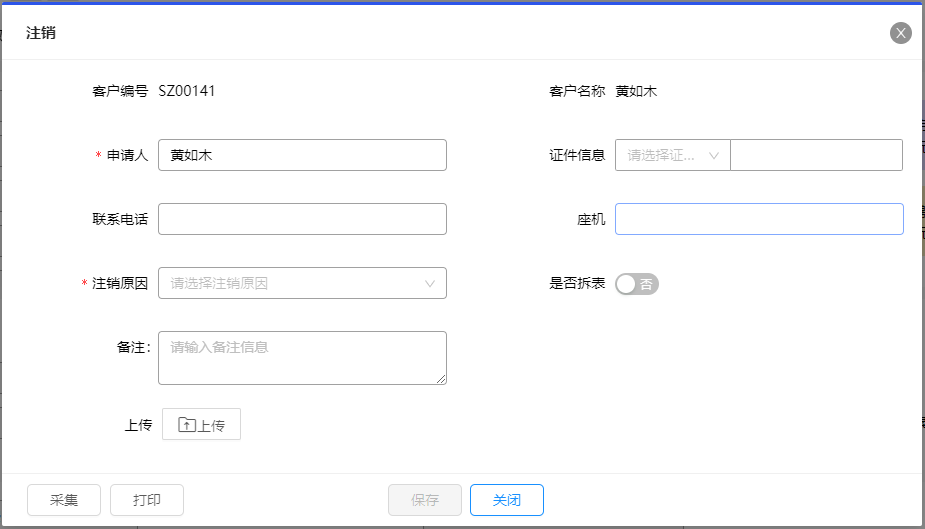 注销
客户编号 SZ00141 客户名称 黄如木
* 申请人 黄如木 证件信息 请选择证...
联系电话 座机
* 注销原因 请选择注销原因 是否拆表 否
备注: 请输入备注信息
上传 上传
采集 打印 保存 关闭